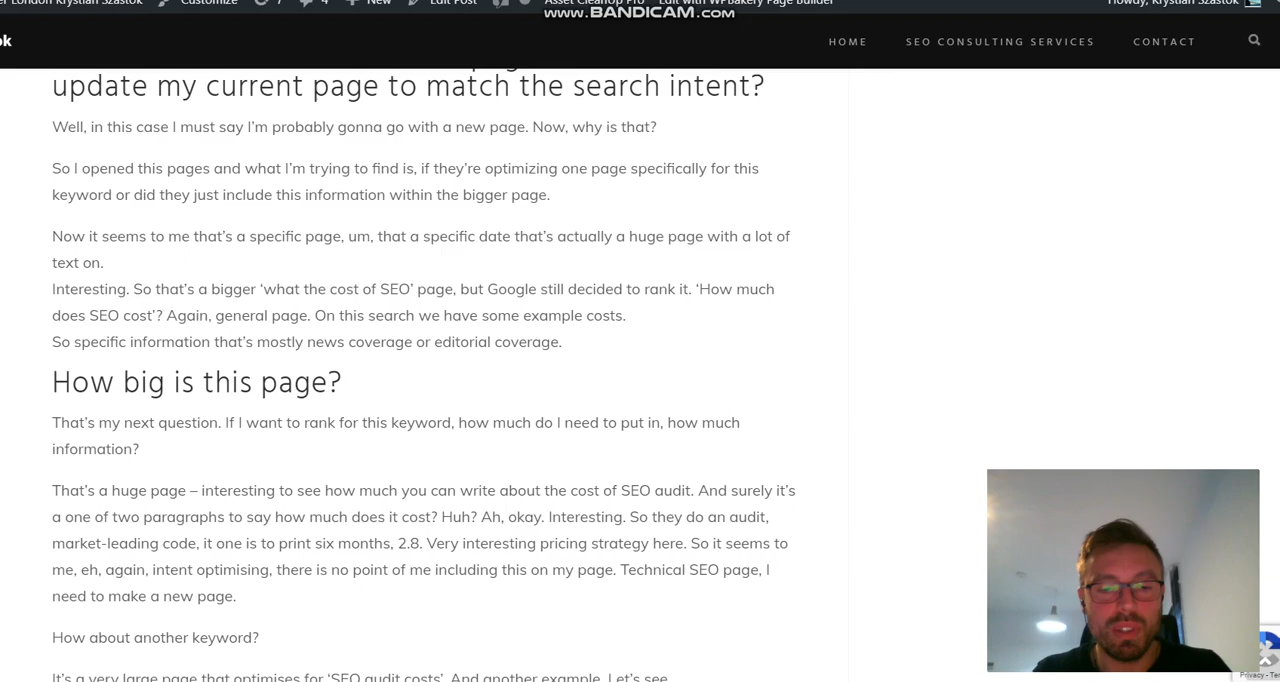 er London Krystian Szastok Customize 7 4 New Edit Post Asset CleanUp Pro Edit with WPBakery Page Builder Howdy, Krystian Szastok
www.BANDICAM.com
ok HOME SEO CONSULTING SERVICES CONTACT
update my current page to match the search intent?
Well, in this case I must say I'm probably gonna go with a new page. Now, why is that?
So I opened this pages and what I'm trying to find is, if they're optimizing one page specifically for this
keyword or did they just include this information within the bigger page.
Now it seems to me that's a specific page, um, that a specific date that's actually a huge page with a lot of
text on.
Interesting. So that's a bigger ‘what the cost of SEO’ page, but Google still decided to rank it. ‘How much
does SEO cost’? Again, general page. On this search we have some example costs.
So specific information that's mostly news coverage or editorial coverage.
How big is this page?
That's my next question. If I want to rank for this keyword, how much do I need to put in, how much
information?
That's a huge page – interesting to see how much you can write about the cost of SEO audit. And surely it's
a one of two paragraphs to say how much does it cost? Huh? Ah, okay. Interesting. So they do an audit,
market-leading code, it one is to print six months, 2.8. Very interesting pricing strategy here. So it seems to
me, eh, again, intent optimising, there is no point of me including this on my page. Technical SEO page, I
need to make a new page.
How about another keyword?
It's a very large page that optimises for ‘SEO audit costs’. And another example. Let's see
Privacy - Te